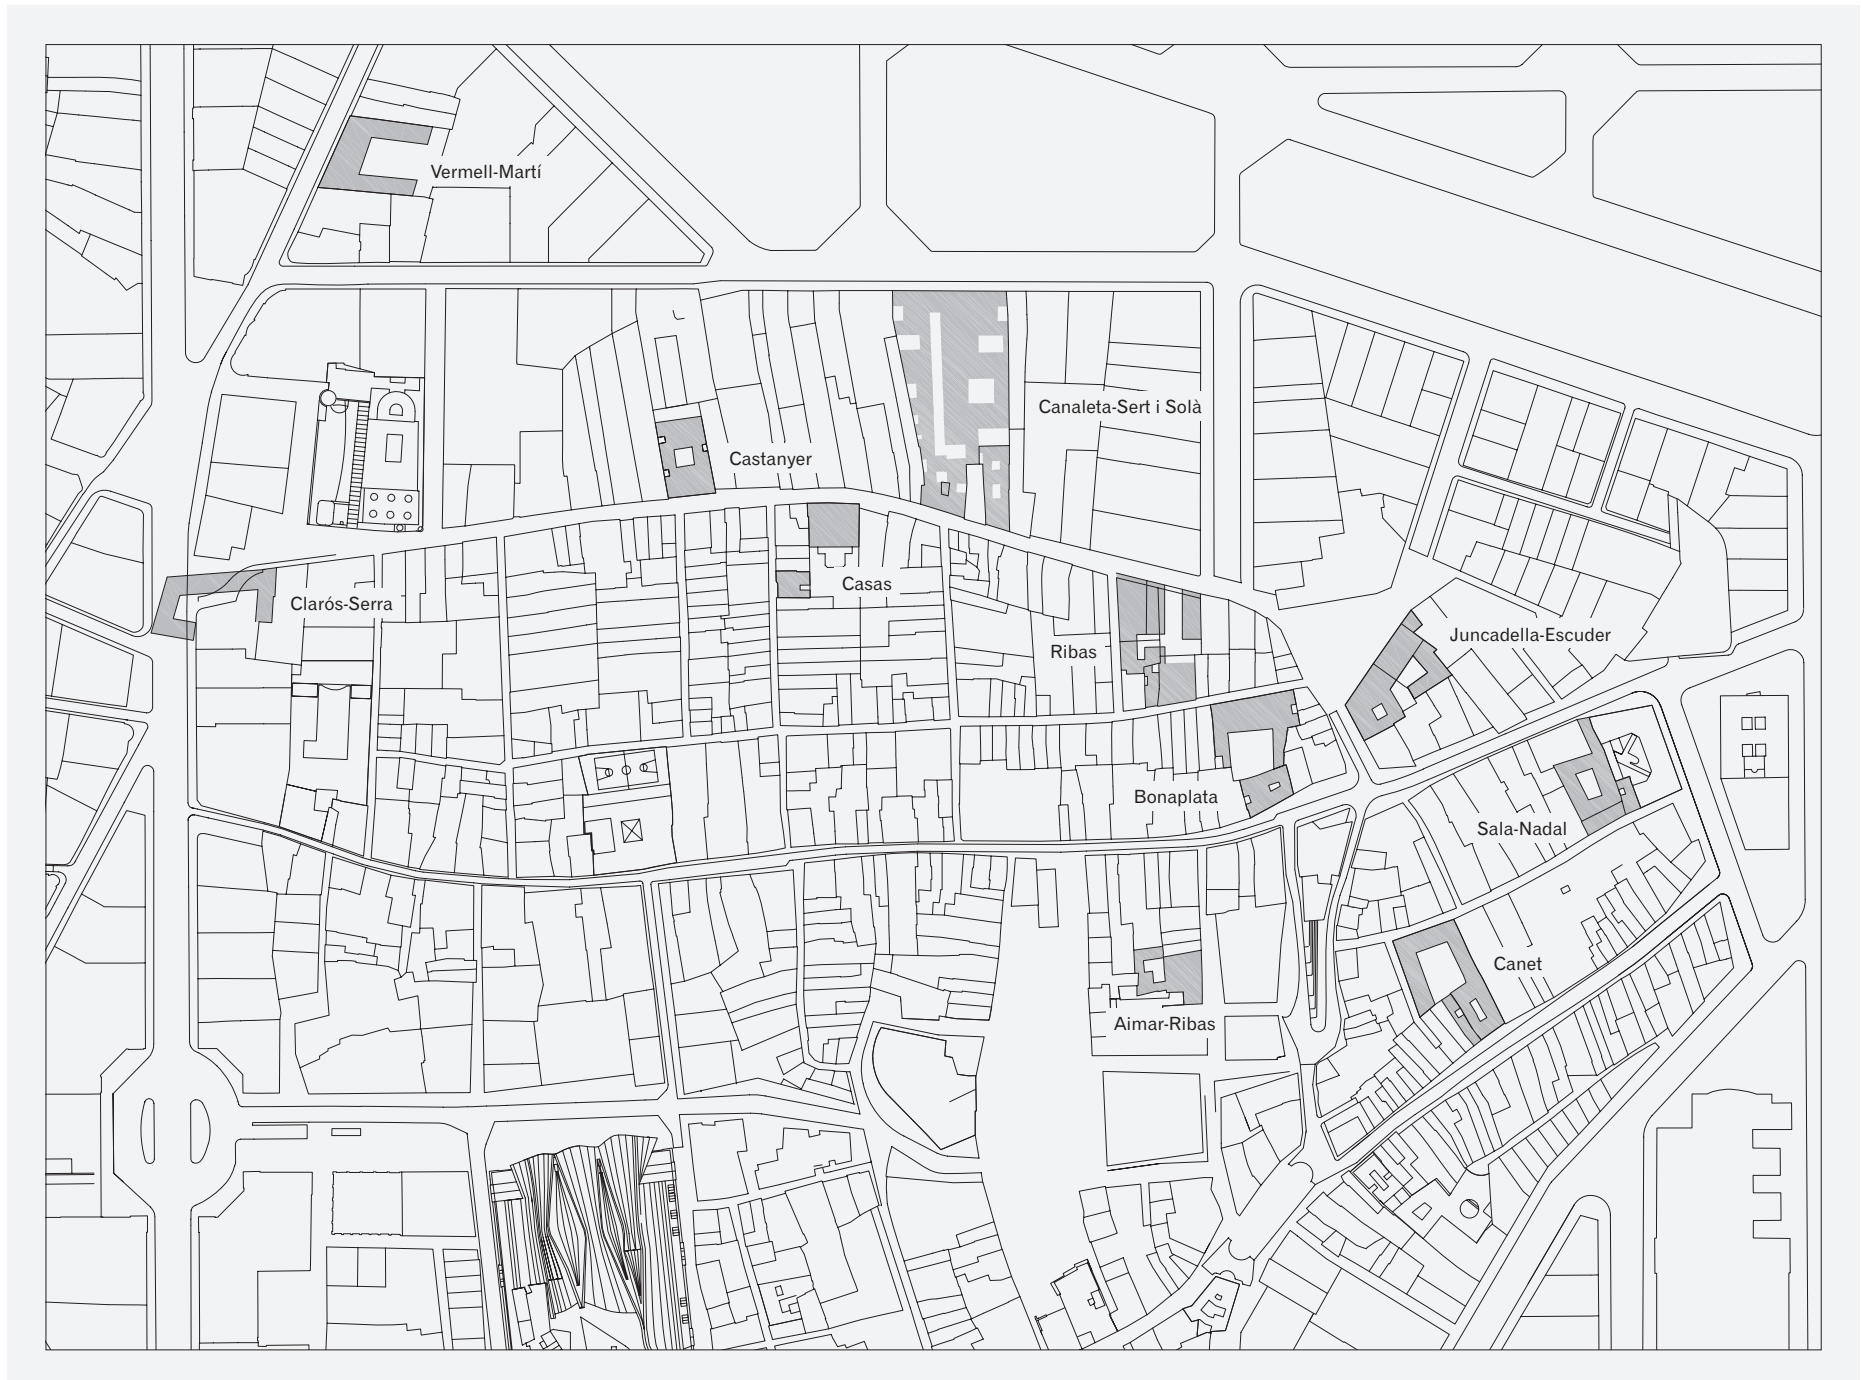 Vermell-Martí
Canaleta-Sert i Solà
Castanyer
Casas
Clarós-Serra
Juncadella-Escuder
Ribas
Bonaplata
Sala-Nadal
Canet
Aimar-Ribas